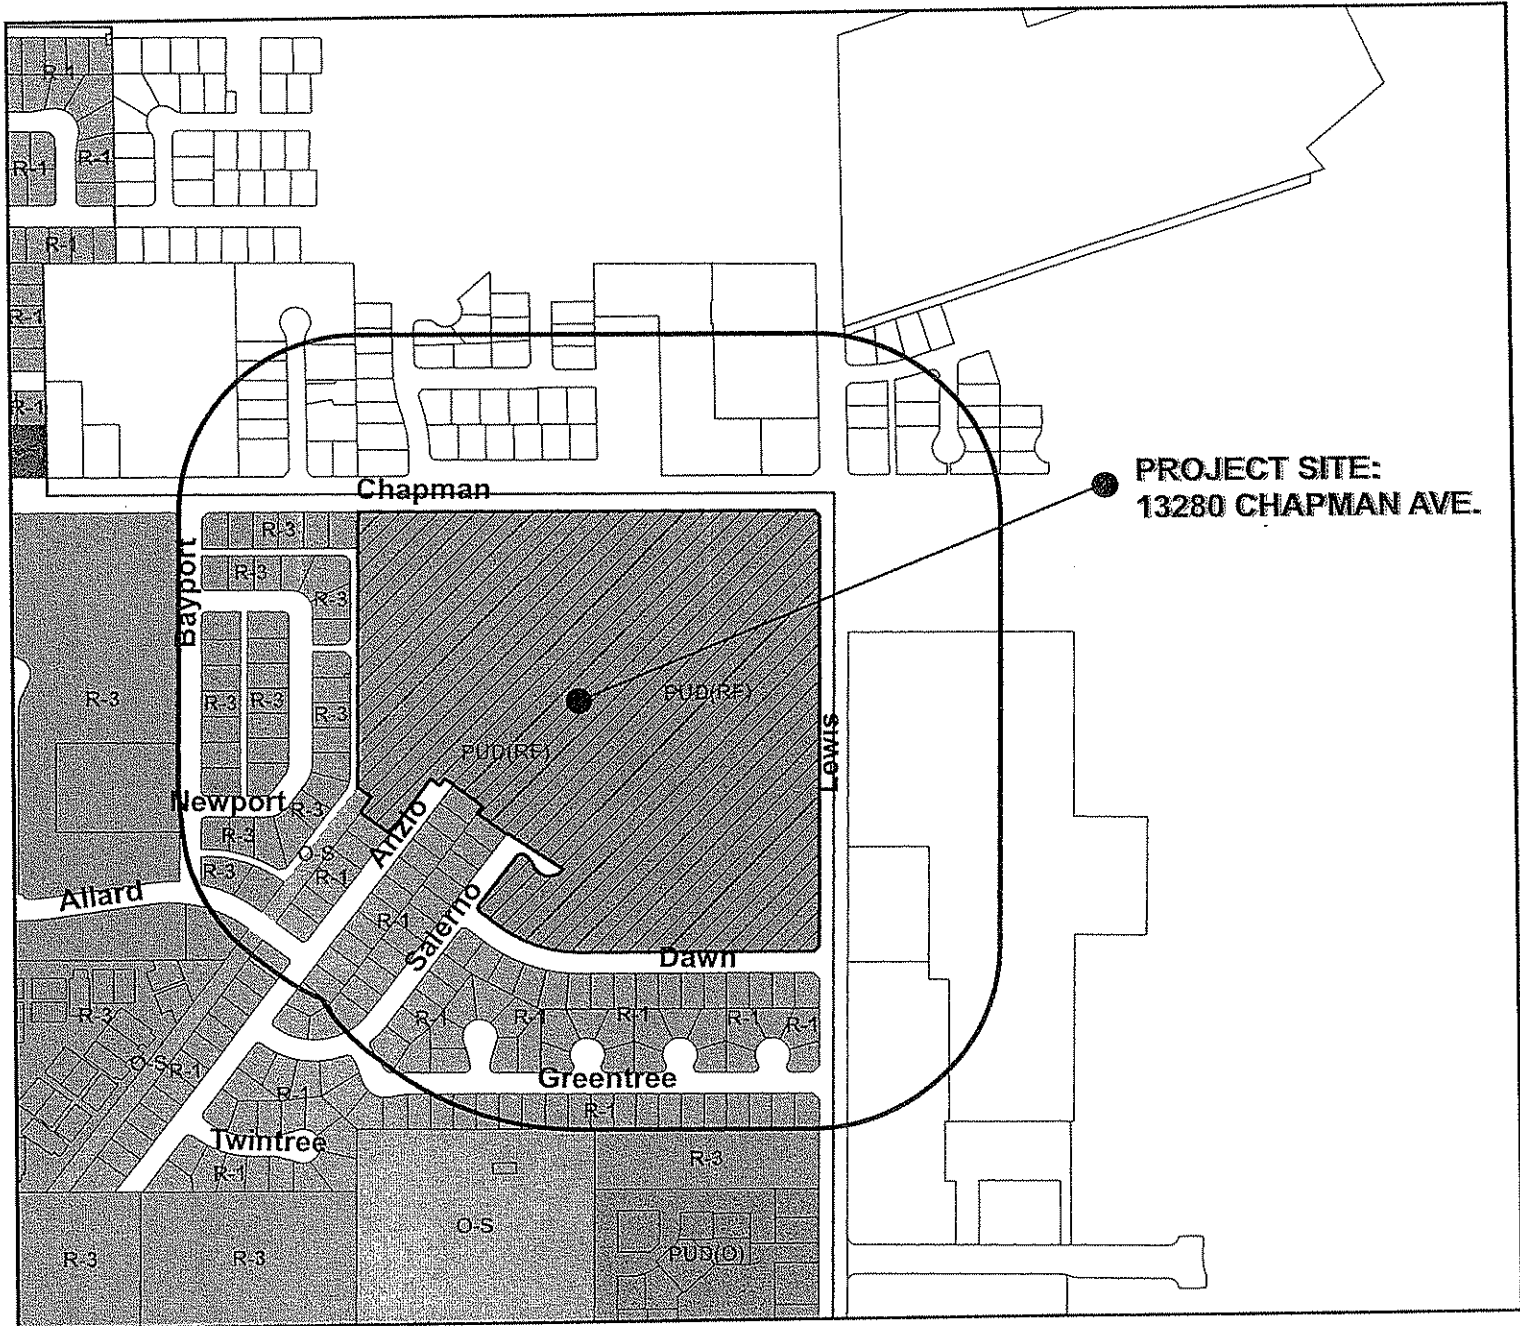 R-1
R-1
R-1
R-1
R-1
R-1
PROJECT SITE:
13280 CHAPMAN AVE.
Chapman
R-3
Bayport
R-3
R-3
R-3
R-3
R-3
R-3
PUD(RF)
Lewis
PUD(RF)
Newport
R-3
R-3
O-S
Anzio
R-3
R-1
Allard
R-1
Salerno
Dawn
R-3
R-1
R-1
R-1
R-1
R-1
O-S
R-1
Greentree
R-1
R-1
Twintree
R-1
R-3
O-S
R-3
R-3
PUD(O)